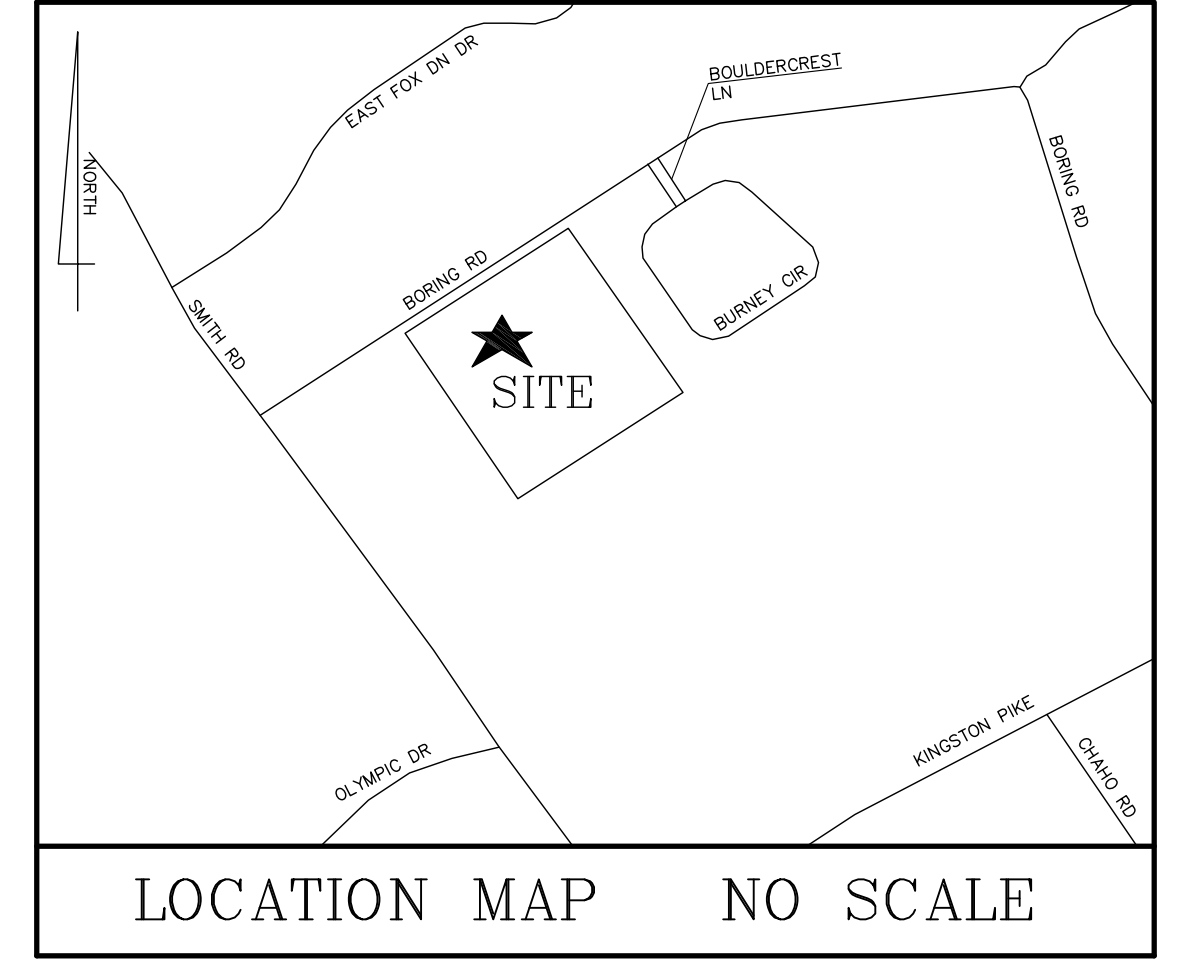 EAST FOX DN DR
BOULDERCREST
LN
NORTH
BORING RD
BORING RD
SMITH RD
BURNEY CIR
SITE
KINGSTON PIKE
OLYMPIC DR
CHAHO RD
LOCATION MAP NO SCALE